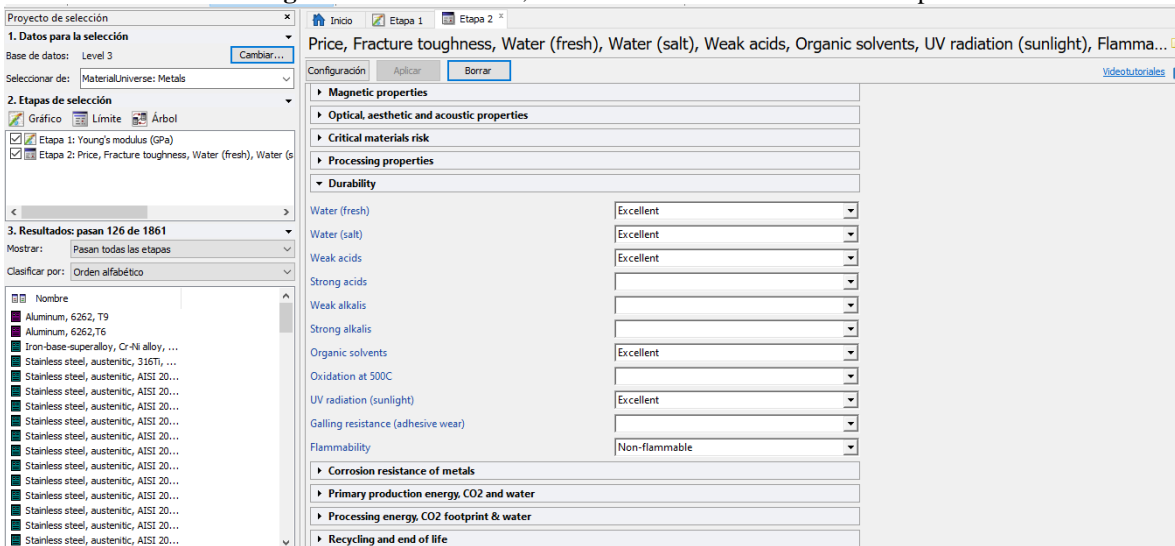 Proyecto de selección
1. Datos para la selección
Base de datos: Level 3 Cambiar...
Seleccionar de: MaterialUniverse: Metals
2. Etapas de selección
Gráfico Límite Árbol
Etapa 1: Young's modulus (GPa)
Etapa 2: Price, Fracture toughness, Water (fresh), Water (s
3. Resultados: pasan 126 de 1861
Mostrar: Pasan todas las etapas
Clasificar por: Orden alfabético
Nombre
Aluminum, 6262, T9
Aluminum, 6262,T6
Iron-base-superalloy, Cr-Ni alloy, ...
Stainless steel, austenitic, 316Ti, ...
Stainless steel, austenitic, AISI 20...
Stainless steel, austenitic, AISI 20...
Stainless steel, austenitic, AISI 20...
Stainless steel, austenitic, AISI 20...
Stainless steel, austenitic, AISI 20...
Stainless steel, austenitic, AISI 20...
Stainless steel, austenitic, AISI 20...
Stainless steel, austenitic, AISI 20...
Stainless steel, austenitic, AISI 20...
Stainless steel, austenitic, AISI 20...
Stainless steel, austenitic, AISI 20...
Stainless steel, austenitic, AISI 20...
Inicio Etapa 1 Etapa 2
Price, Fracture toughness, Water (fresh), Water (salt), Weak acids, Organic solvents, UV radiation (sunlight), Flamma...
Configuración Aplicar Borrar Videotutoriales
Magnetic properties
Optical, aesthetic and acoustic properties
Critical materials risk
Processing properties
Durability
Water (fresh) Excellent
Water (salt) Excellent
Weak acids Excellent
Strong acids
Weak alkalis
Strong alkalis
Organic solvents Excellent
Oxidation at 500C
UV radiation (sunlight) Excellent
Galling resistance (adhesive wear)
Flammability Non-flammable
Corrosion resistance of metals
Primary production energy, CO2 and water
Processing energy, CO2 footprint & water
Recycling and end of life